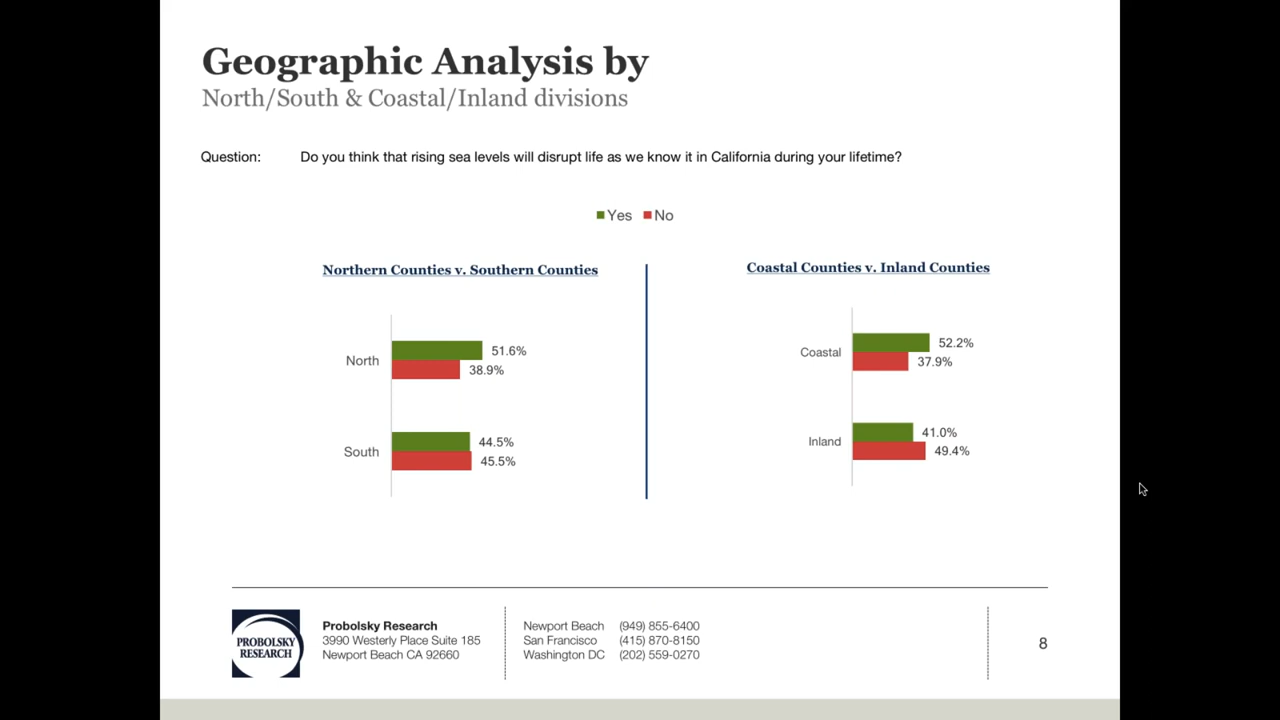 Geographic Analysis by
North/South & Coastal/Inland divisions
Question: Do you think that rising sea levels will disrupt life as we know it in California during your lifetime?
Yes No
Northern Counties v. Southern Counties
North
51.6%
38.9%
South
44.5%
45.5%
Coastal Counties v. Inland Counties
Coastal
52.2%
37.9%
Inland
41.0%
49.4%
PROBOLSKY
RESEARCH
Probolsky Research
3990 Westerly Place Suite 185
Newport Beach CA 92660
Newport Beach (949) 855-6400
San Francisco (415) 870-8150
Washington DC (202) 559-0270
8